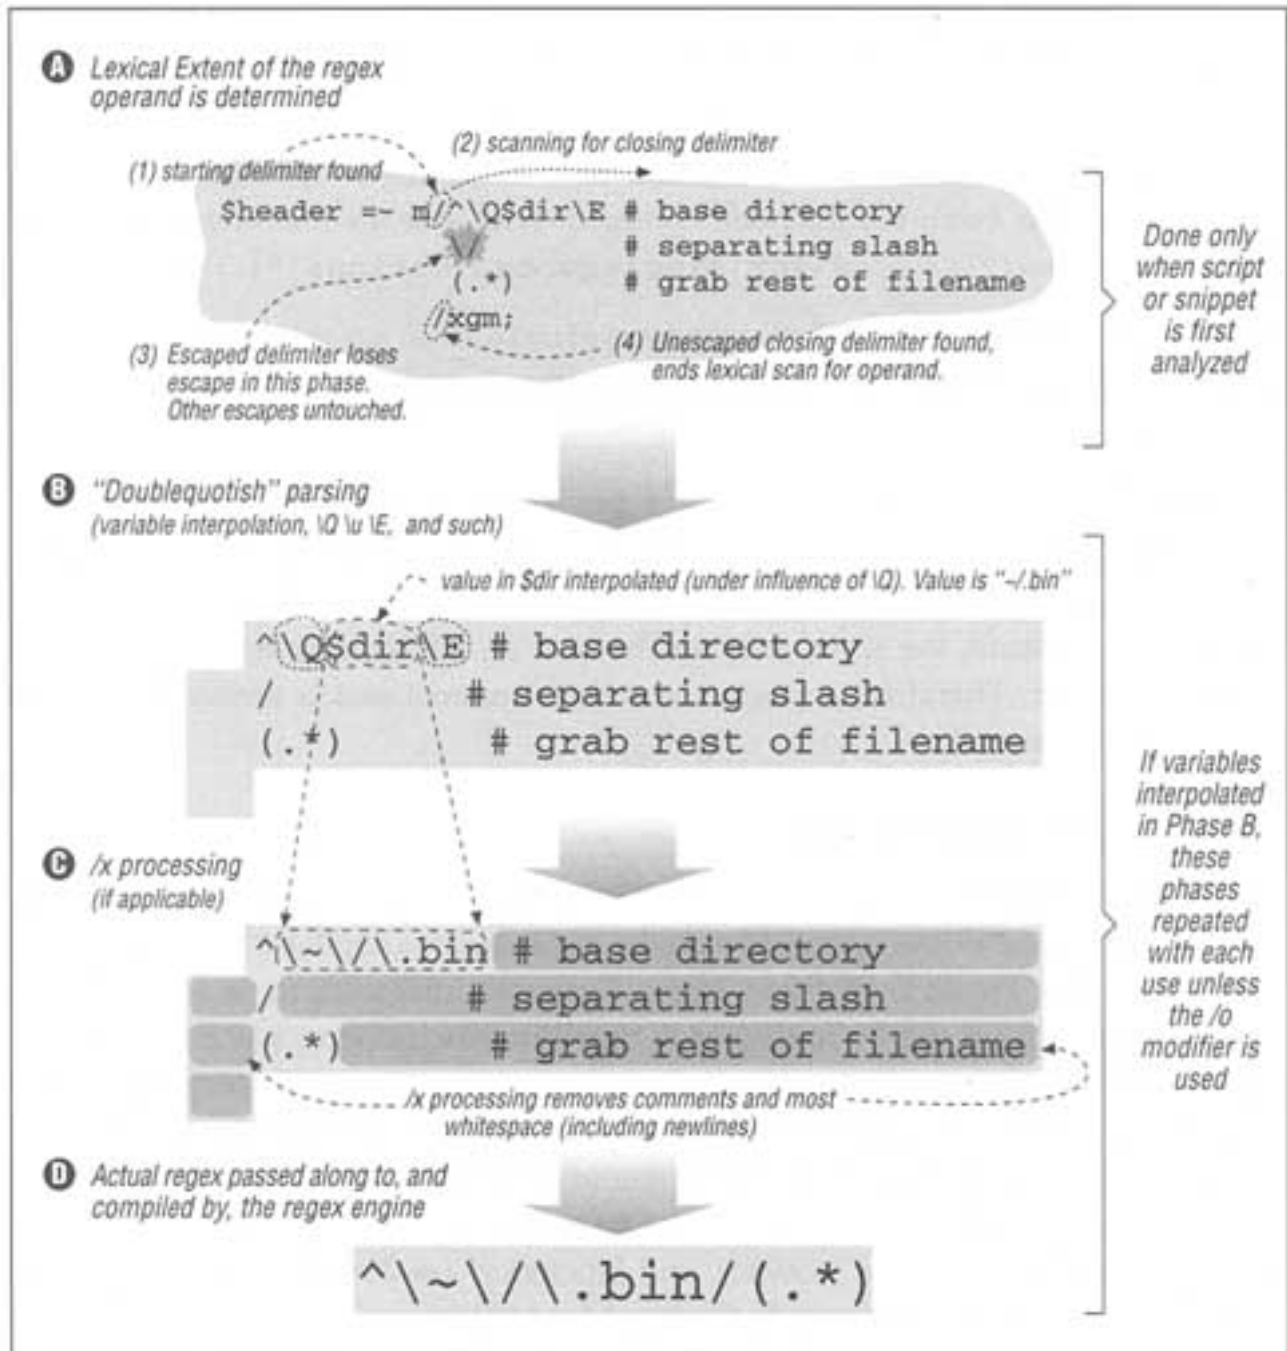 A Lexical Extent of the regex
operand is determined
(1) starting delimiter found
(2) scanning for closing delimiter
$header =~ m/^\Q$dir\E # base directory
\/ # separating slash
(.*) # grab rest of filename
/xgm;
(3) Escaped delimiter loses
escape in this phase.
Other escapes untouched.
(4) Unescaped closing delimiter found,
ends lexical scan for operand.
Done only
when script
or snippet
is first
analyzed
B "Doublequotish" parsing
(variable interpolation, \Q \u \E, and such)
value in $dir interpolated (under influence of \Q). Value is "~/.bin"
^\Q$dir\E # base directory
/ # separating slash
(.*) # grab rest of filename
C /x processing
(if applicable)
^\~\/\.bin # base directory
/ # separating slash
(.*) # grab rest of filename
/x processing removes comments and most
whitespace (including newlines)
If variables
interpolated
in Phase B,
these
phases
repeated
with each
use unless
the /o
modifier is
used
D Actual regex passed along to, and
compiled by, the regex engine
^\~\/\.bin/(.*)